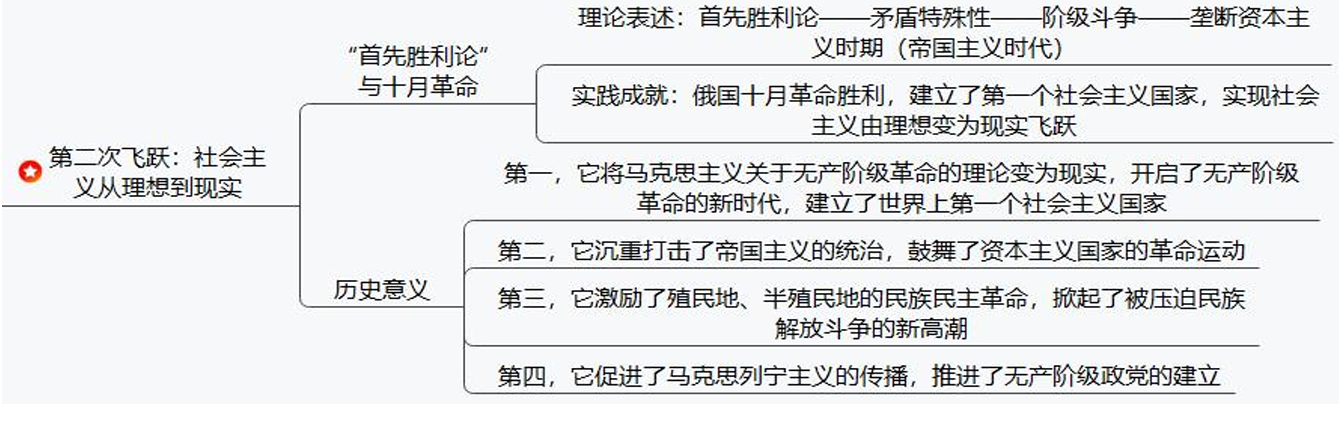 第二次飞跃：社会主
义从理想到现实
“首先胜利论”
与十月革命
理论表述：首先胜利论——矛盾特殊性——阶级斗争——垄断资本主
义时期（帝国主义时代）
实践成就：俄国十月革命胜利，建立了第一个社会主义国家，实现社会
主义由理想变为现实飞跃
历史意义
第一，它将马克思主义关于无产阶级革命的理论变为现实，开启了无产阶级
革命的新时代，建立了世界上第一个社会主义国家
第二，它沉重打击了帝国主义的统治，鼓舞了资本主义国家的革命运动
第三，它激励了殖民地、半殖民地的民族民主革命，掀起了被压迫民族
解放斗争的新高潮
第四，它促进了马克思列宁主义的传播，推进了无产阶级政党的建立